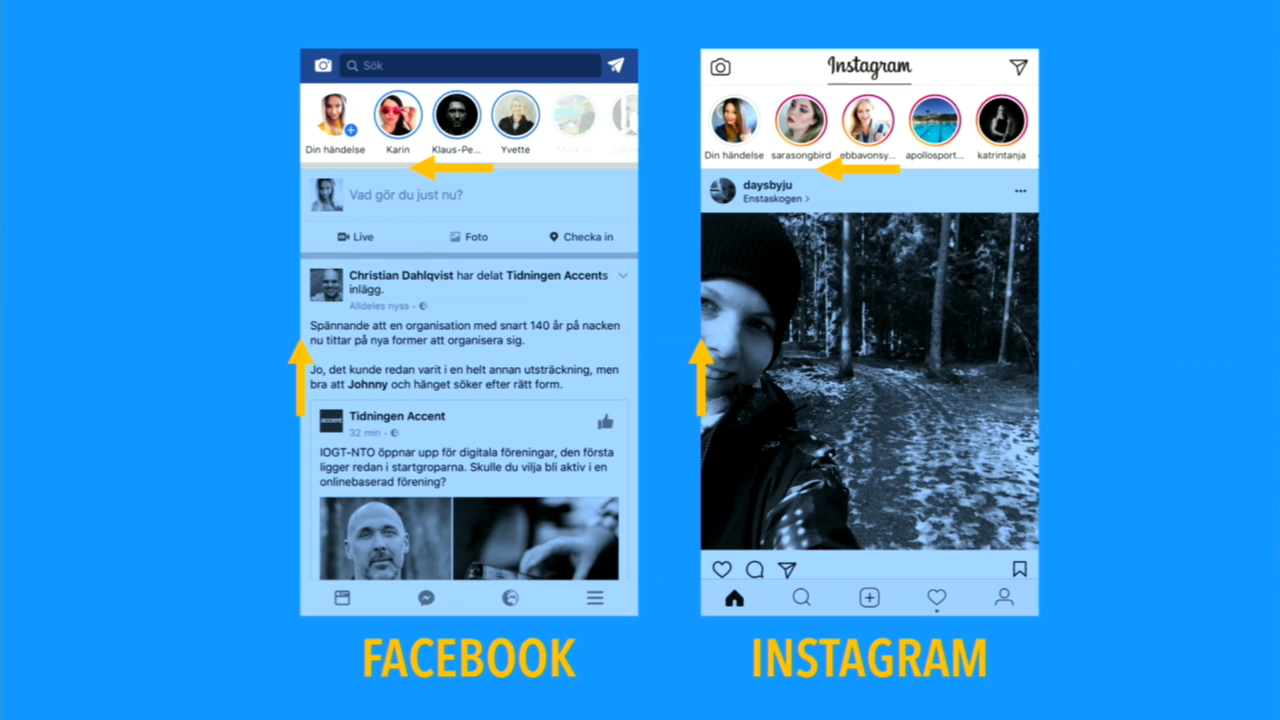 Sök
Din händelse Karin Klaus-Pe... Yvette
Vad gör du just nu?
Live Foto Checka in
Christian Dahlqvist har delat Tidningen Accents
inlägg.
Alldeles nyss
Spännande att en organisation med snart 140 år på nacken
nu tittar på nya former att organisera sig.
Jo, det kunde redan varit i en helt annan utsträckning, men
bra att Johnny och hänget söker efter rätt form.
accent
Tidningen Accent
32 min
IOGT-NTO öppnar upp för digitala föreningar, den första
ligger redan i startgroparna. Skulle du vilja bli aktiv i en
onlinebaserad förening?
FACEBOOK
Instagram
Din händelse sarasongbird ebbavonsy... apollosport... katrintanja
daysbyju
Enstaskogen >
INSTAGRAM